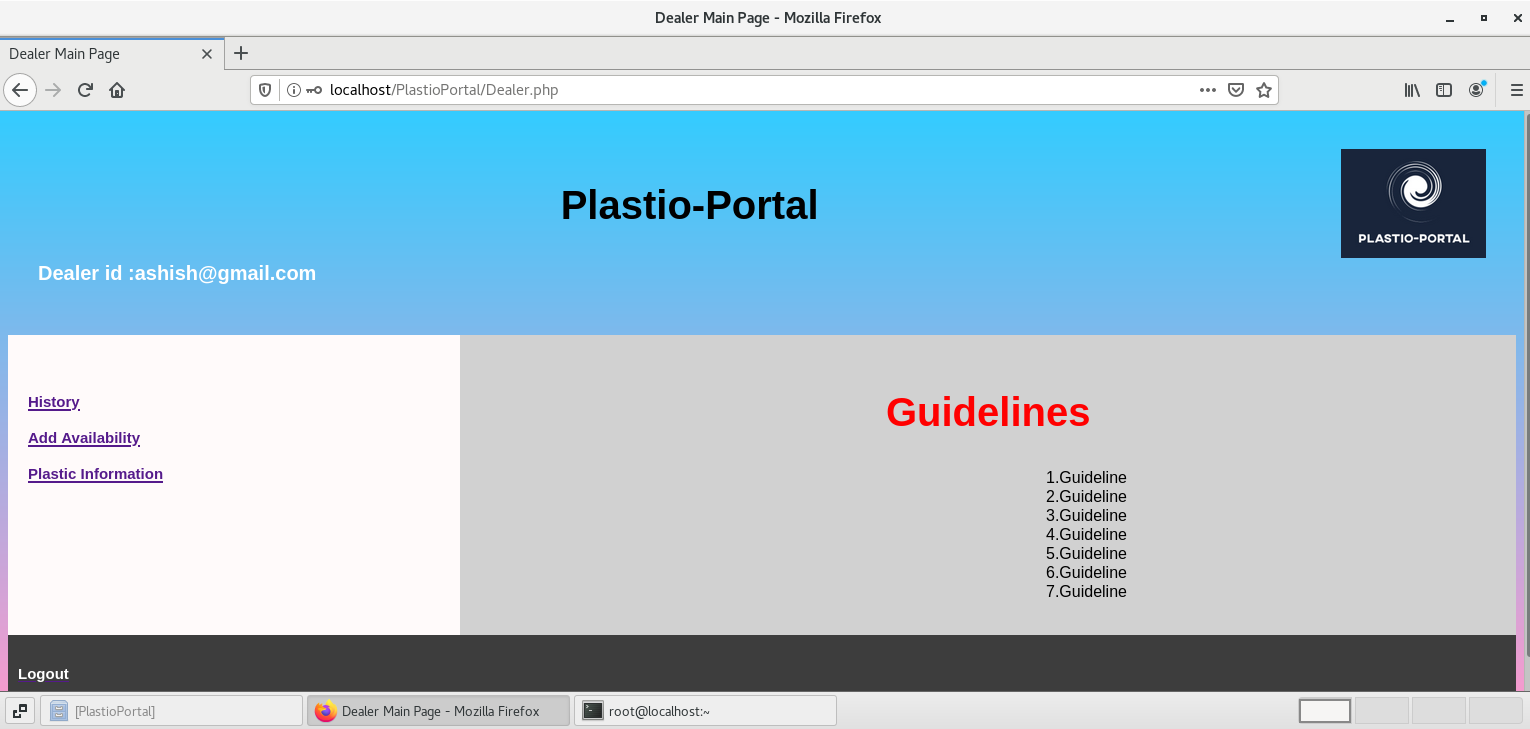 Dealer Main Page - Mozilla Firefox
Dealer Main Page
localhost/PlastioPortal/Dealer.php
Plastio-Portal
PLASTIO-PORTAL
Dealer id :ashish@gmail.com
History
Add Availability
Plastic Information
Guidelines
1.Guideline
2.Guideline
3.Guideline
4.Guideline
5.Guideline
6.Guideline
7.Guideline
Logout
[PlastioPortal]
Dealer Main Page - Mozilla Firefox
root@localhost:~